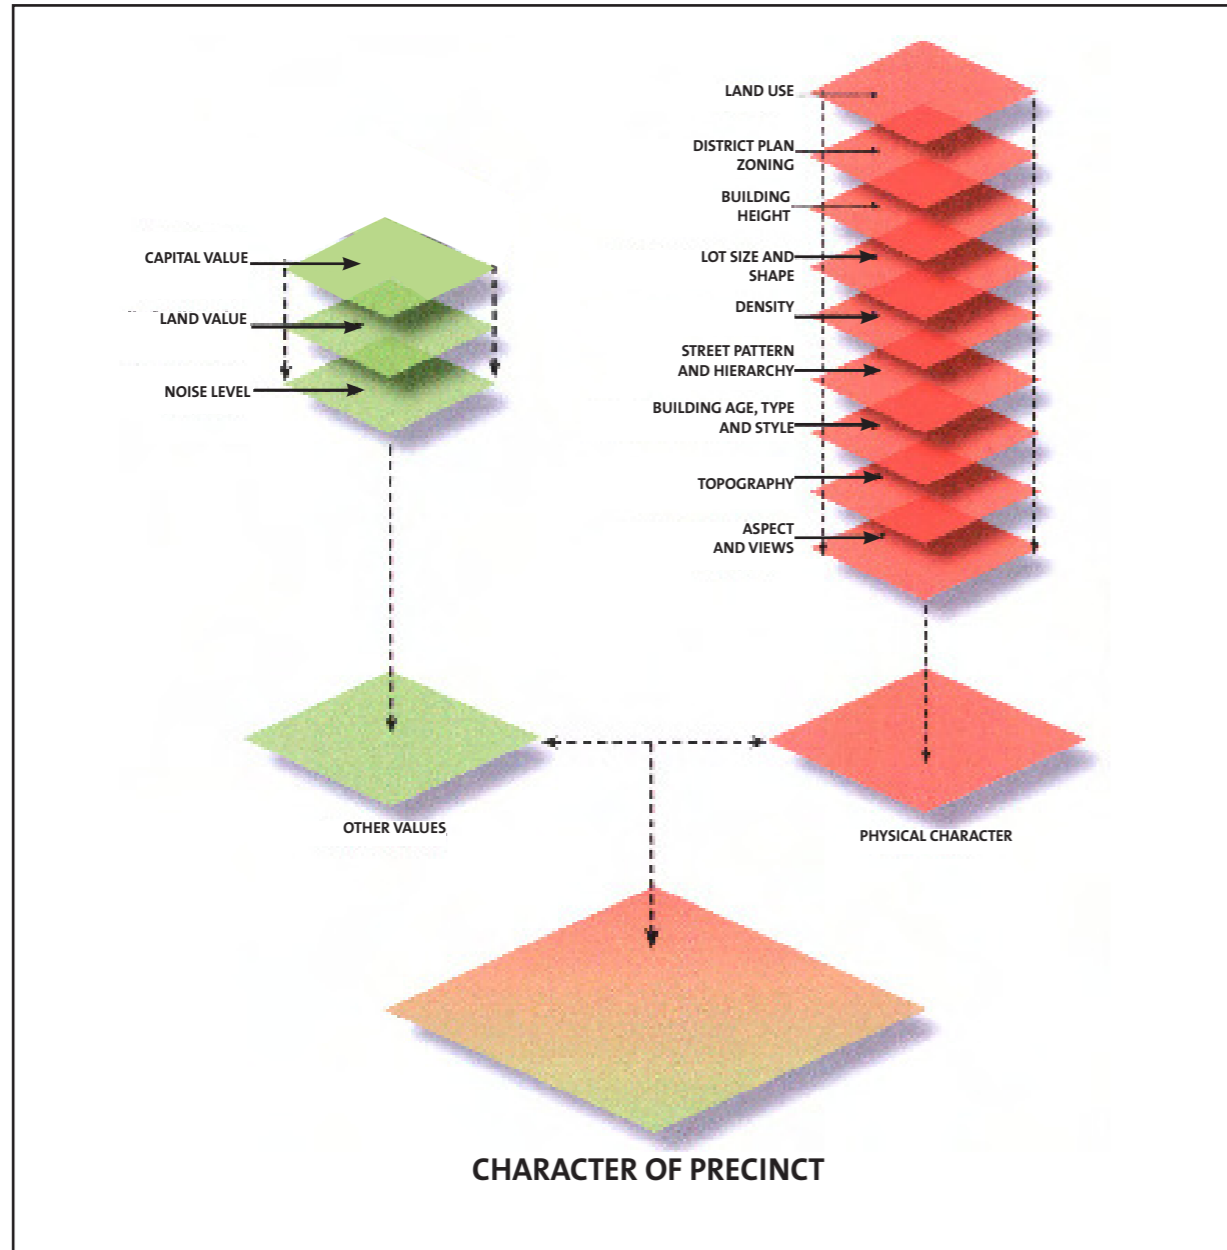 CAPITAL VALUE
LAND VALUE
NOISE LEVEL
LAND USE
DISTRICT PLAN
ZONING
BUILDING
HEIGHT
LOT SIZE AND
SHAPE
DENSITY
STREET PATTERN
AND HIERARCHY
BUILDING AGE, TYPE
AND STYLE
TOPOGRAPHY
ASPECT
AND VIEWS
OTHER VALUES
PHYSICAL CHARACTER
CHARACTER OF PRECINCT